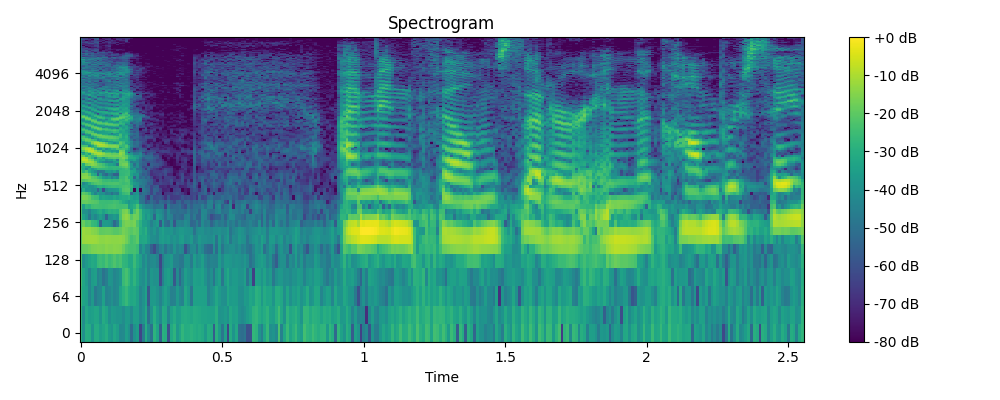 Spectrogram
+0 dB
4096
-10 dB
2048
-20 dB
1024
-30 dB
512
-40 dB
Hz
256
-50 dB
128
-60 dB
64
-70 dB
0
-80 dB
0 0.5 1 1.5 2 2.5
Time